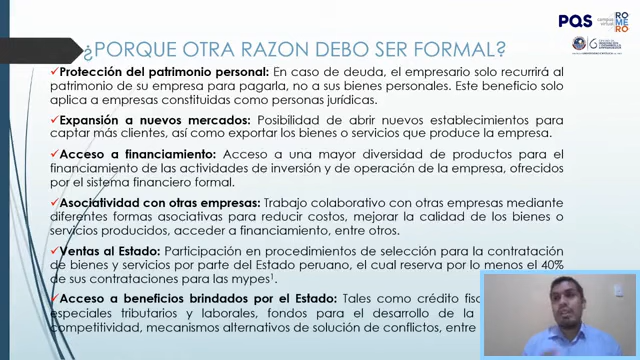 PQS
campus virtual
RO
ME
RO
¿PORQUE OTRA RAZON DEBO SER FORMAL?
✓Protección del patrimonio personal: En caso de deuda, el empresario solo recurrirá al
patrimonio de su empresa para pagarla, no a sus bienes personales. Este beneficio solo
aplica a empresas constituidas como personas jurídicas.
✓Expansión a nuevos mercados: Posibilidad de abrir nuevos establecimientos para
captar más clientes, así como exportar los bienes o servicios que produce la empresa.
✓Acceso a financiamiento: Acceso a una mayor diversidad de productos para el
financiamiento de las actividades de inversión y de operación de la empresa, ofrecidos
por el sistema financiero formal.
✓Asociatividad con otras empresas: Trabajo colaborativo con otras empresas mediante
diferentes formas asociativas para reducir costos, mejorar la calidad de los bienes o
servicios producidos, acceder a financiamiento, entre otros.
✓Ventas al Estado: Participación en procedimientos de selección para la contratación
de bienes y servicios por parte del Estado peruano, el cual reserva por lo menos el 40%
de sus contrataciones para las mypes¹.
✓Acceso a beneficios brindados por el Estado: Tales como crédito
especiales tributarios y laborales, fondos para el desarrollo de la
competitividad, mecanismos alternativos de solución de conflictos, entre